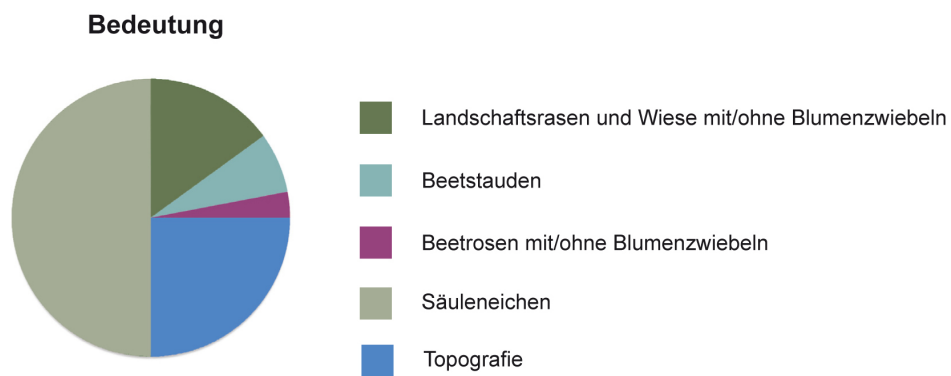 Bedeutung
Landschaftsrasen und Wiese mit/ohne Blumenzwiebeln
Beetstauden
Beetrosen mit/ohne Blumenzwiebeln
Säuleneichen
Topografie